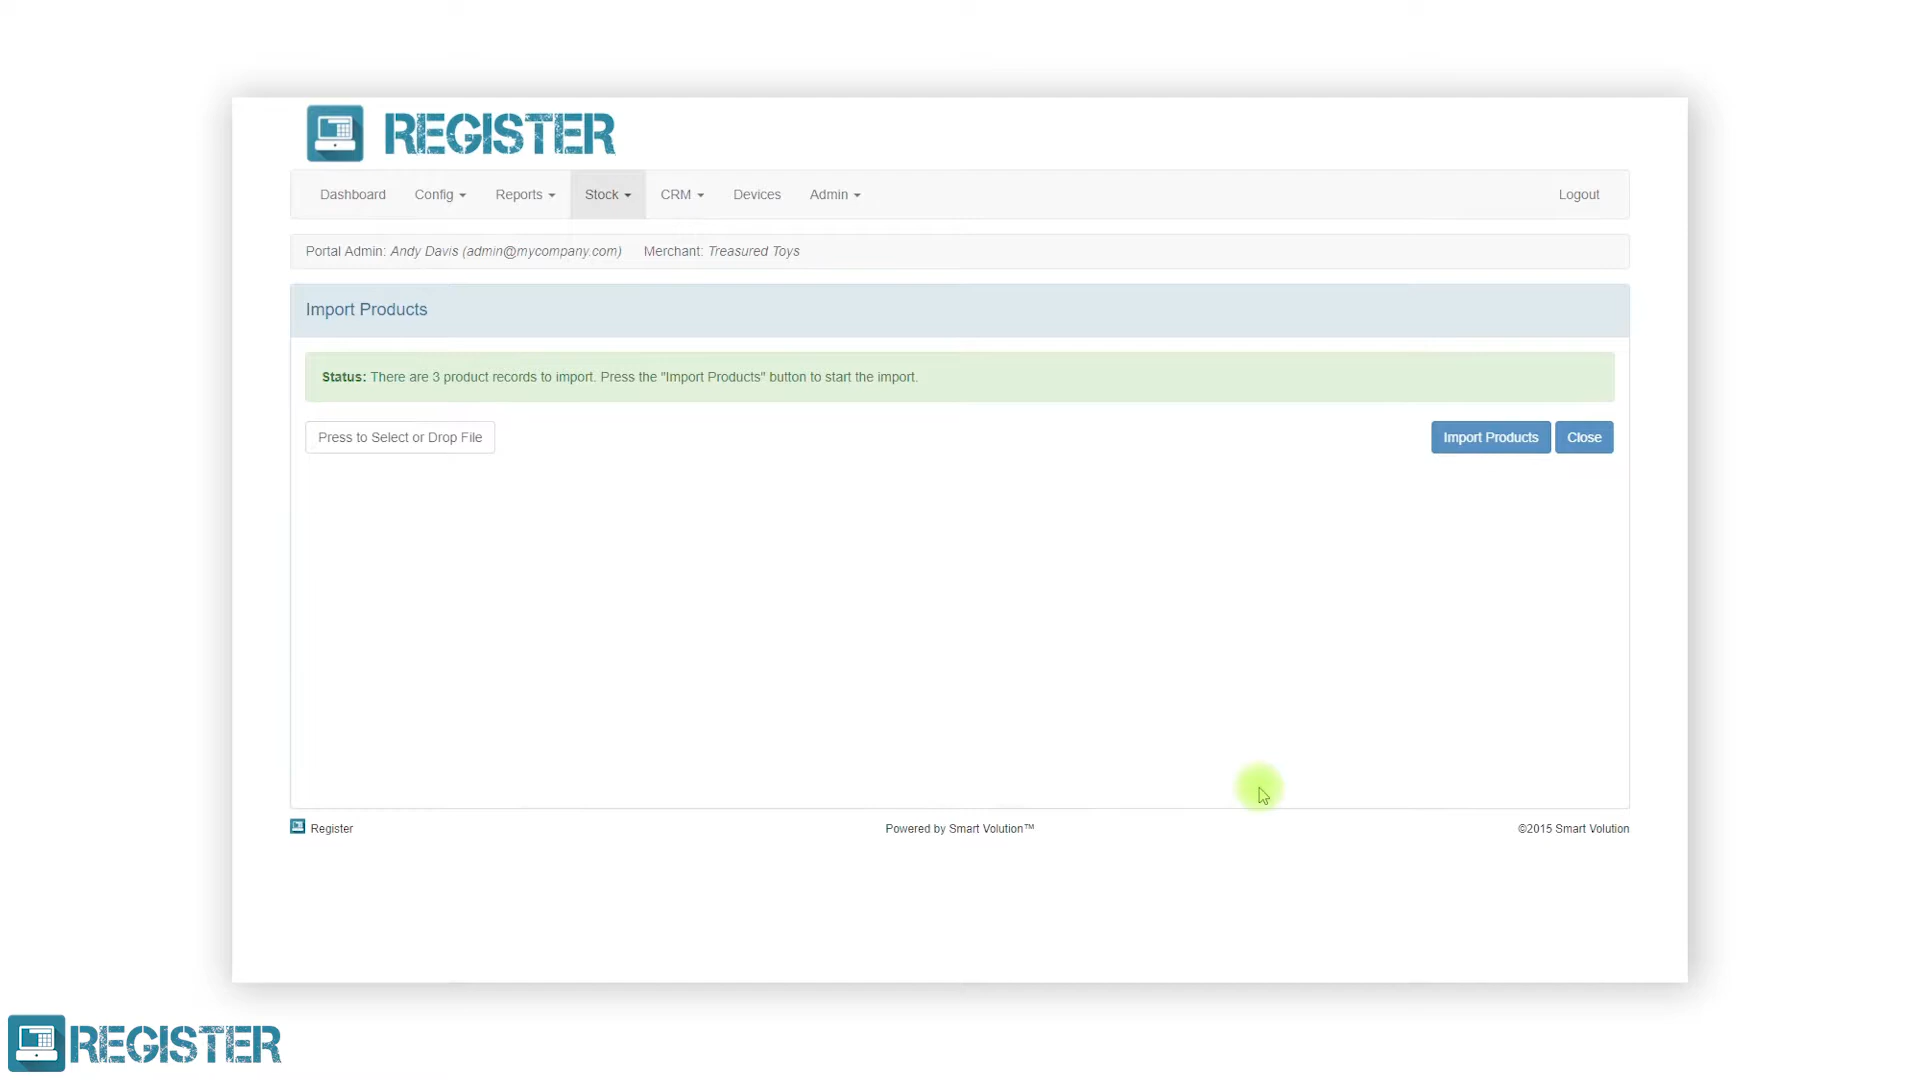 REGISTER
Dashboard Config Reports Stock CRM Devices Admin Logout
Portal Admin: Andy Davis (admin@mycompany.com) Merchant: Treasured Toys
Import Products
Status: There are 3 product records to import. Press the "Import Products" button to start the import.
Press to Select or Drop File Import Products Close
Register Powered by Smart Volution™ ©2015 Smart Volution
REGISTER